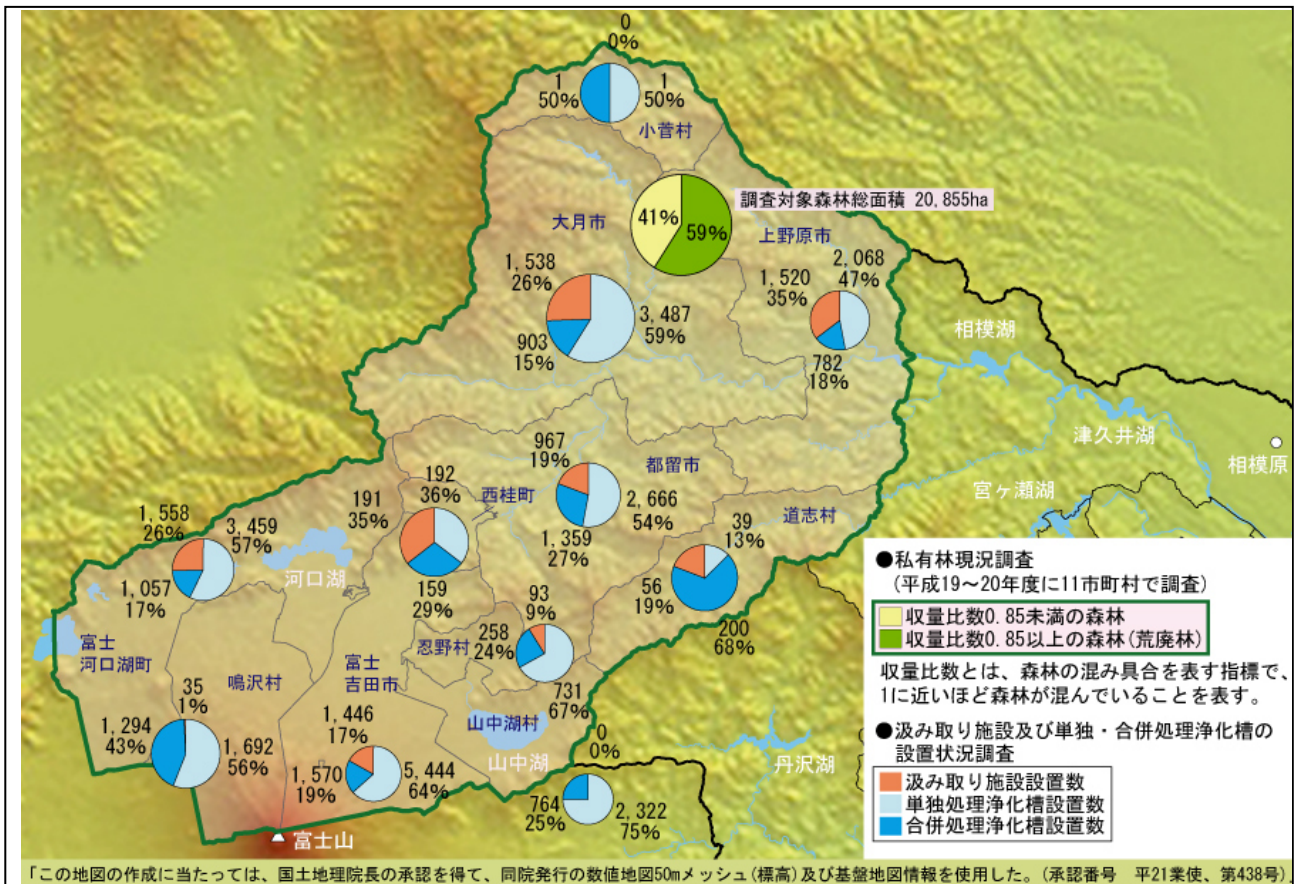 0
0%
1
50%
1
50%
小菅村
調査対象森林総面積 20,855ha
41%
59%
大月市
上野原市
1,538
26%
3,487
59%
903
15%
2,068
47%
1,520
35%
782
18%
相模湖
津久井湖
相模原
宮ヶ瀬湖
967
19%
都留市
2,666
54%
1,359
27%
192
36%
191
35%
159
29%
西桂町
道志村
39
13%
56
19%
200
68%
1,558
26%
3,459
57%
1,057
17%
河口湖
富士
河口湖町
鳴沢村
富士
吉田市
忍野村
93
9%
258
24%
731
67%
山中湖村
山中湖
35
1%
1,294
43%
1,692
56%
1,446
17%
1,570
19%
5,444
64%
0
0%
764
25%
2,322
75%
丹沢湖
富士山
●私有林現況調査
(平成19～20年度に11市町村で調査)
収量比数0.85未満の森林
収量比数0.85以上の森林(荒廃林)
収量比数とは、森林の混み具合を表す指標で、
1に近いほど森林が混んでいることを表す。
●汲み取り施設及び単独・合併処理浄化槽の
設置状況調査
汲み取り施設設置数
単独処理浄化槽設置数
合併処理浄化槽設置数
「この地図の作成に当たっては、国土地理院長の承認を得て、同院発行の数値地図50mメッシュ(標高)及び基盤地図情報を使用した。(承認番号 平21業使、第438号)